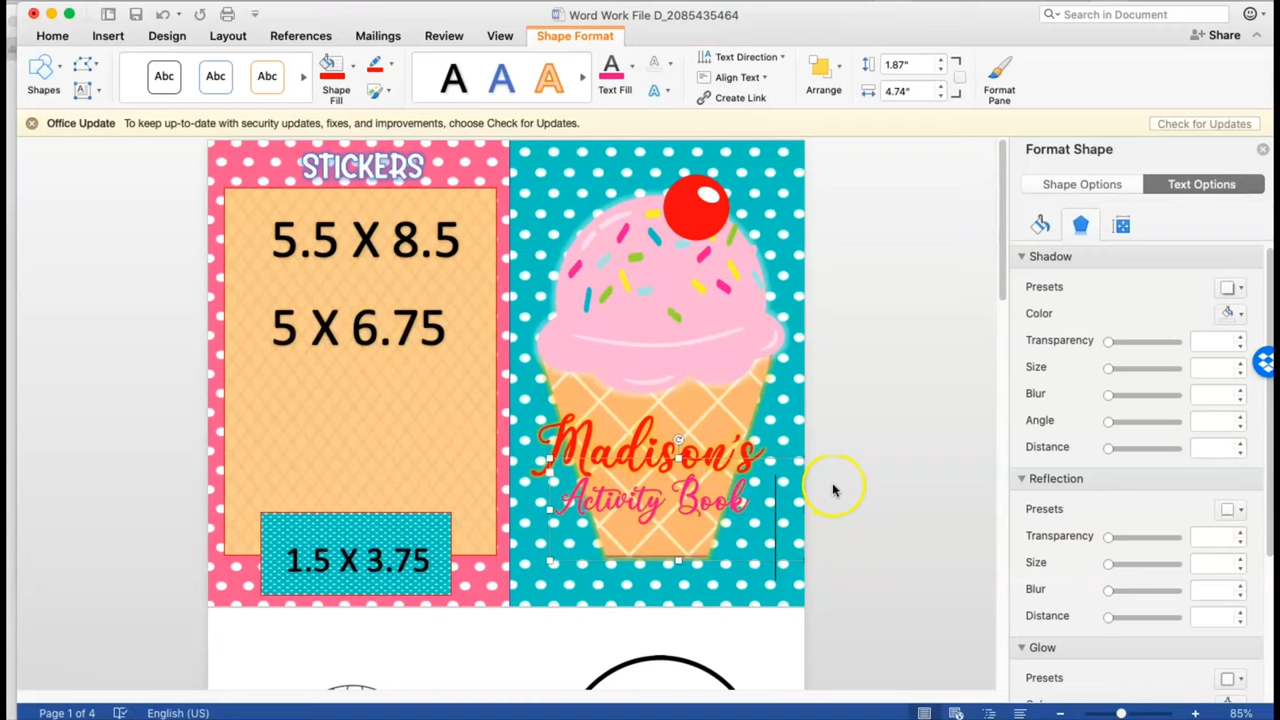 Word Work File D_2085435464
Search in Document
Home Insert Design Layout References Mailings Review View Shape Format
Share
Shapes
Abc Abc Abc
Shape Fill
A A A
Text Fill
Text Direction
Align Text
Create Link
Arrange
1.87"
4.74"
Format Pane
Office Update To keep up-to-date with security updates, fixes, and improvements, choose Check for Updates.
Check for Updates
STICKERS
5.5 X 8.5
5 X 6.75
1.5 X 3.75
Madison's
Activity Book
Format Shape
Shape Options Text Options
Shadow
Presets
Color
Transparency
Size
Blur
Angle
Distance
Reflection
Presets
Transparency
Size
Blur
Distance
Glow
Presets
Page 1 of 4 English (US) 85%